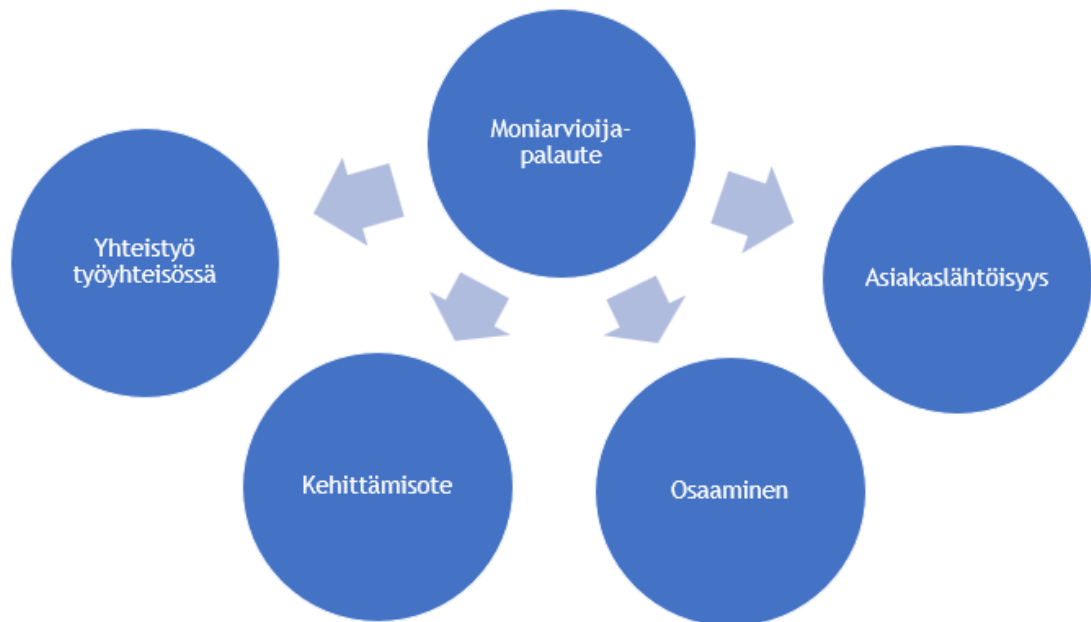 Moniarvioija-
palaute
Yhteistyö
työyhteisössä
Asiakaslähtöisyys
Kehittämisote
Osaaminen